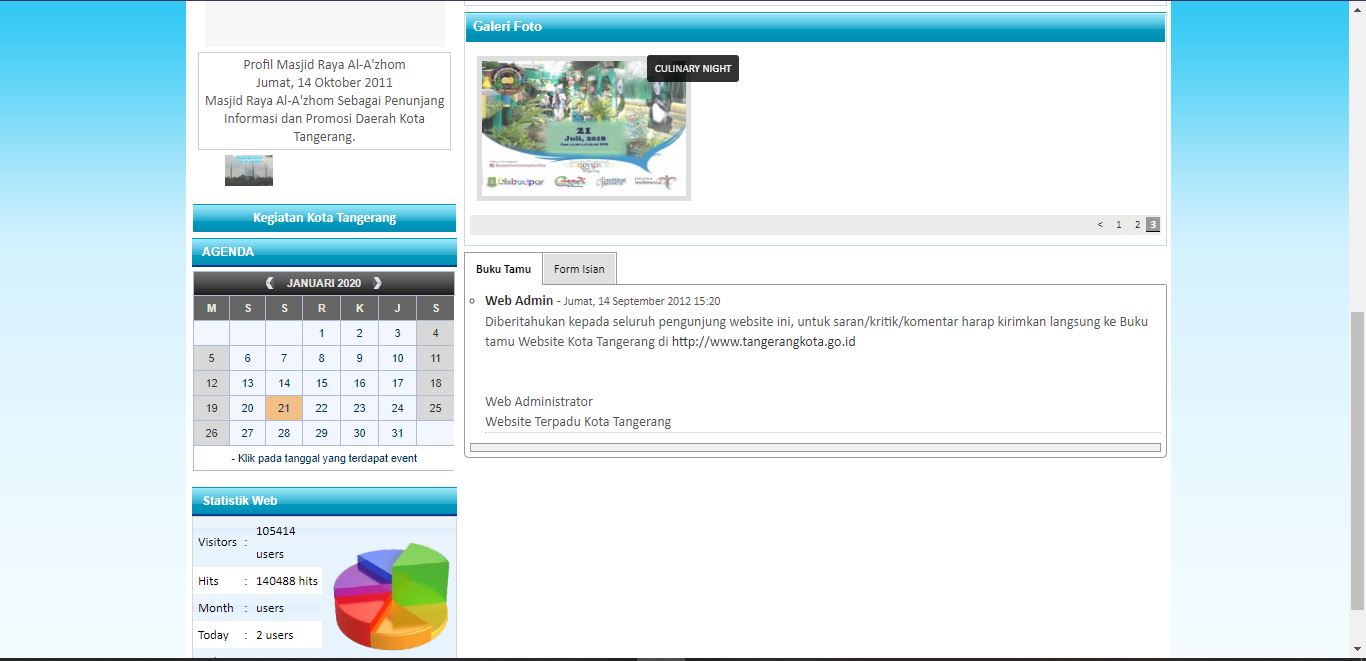 Profil Masjid Raya Al-A'zhom
Jumat, 14 Oktober 2011
Masjid Raya Al-A'zhom Sebagai Penunjang
Informasi dan Promosi Daerah Kota
Tangerang.
Kegiatan Kota Tangerang
AGENDA
❮ JANUARI 2020 ❯
M S S R K J S
1 2 3 4
5 6 7 8 9 10 11
12 13 14 15 16 17 18
19 20 21 22 23 24 25
26 27 28 29 30 31
- Klik pada tanggal yang terdapat event
Statistik Web
Visitors : 105414
users
Hits : 140488 hits
Month : users
Today : 2 users
Galeri Foto
CULINARY NIGHT
21
Juli, 2018
Disbudpar
< 1 2 3
Buku Tamu Form Isian
Web Admin - Jumat, 14 September 2012 15:20
Diberitahukan kepada seluruh pengunjung website ini, untuk saran/kritik/komentar harap kirimkan langsung ke Buku
tamu Website Kota Tangerang di http://www.tangerangkota.go.id
Web Administrator
Website Terpadu Kota Tangerang